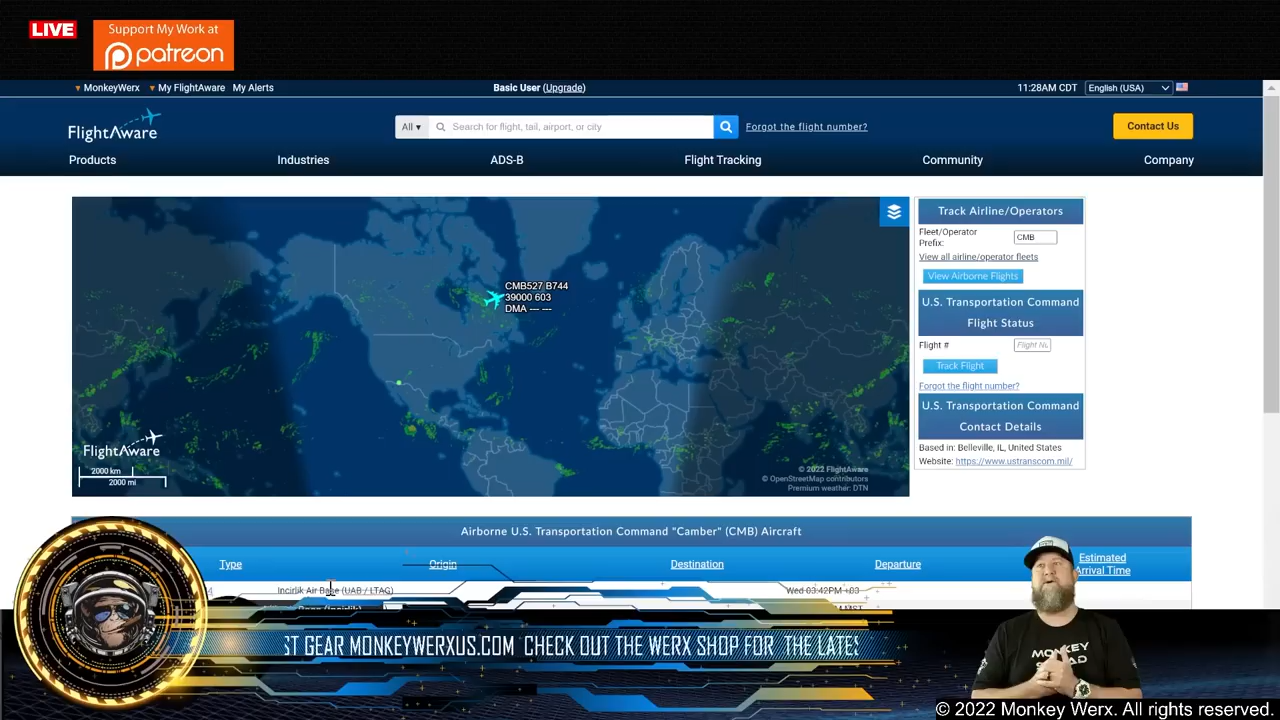 LIVE
Support My Work at
patreon
MonkeyWerx My FlightAware My Alerts
Basic User (Upgrade)
11:28AM CDT
English (USA)
FlightAware
All
Search for flight, tail, airport, or city
Forgot the flight number?
Contact Us
Products Industries ADS-B Flight Tracking Community Company
CMB527 B744
39000 603
DMA --- ---
FlightAware
2000 km
2000 mi
© 2022 FlightAware
© OpenStreetMap contributors
Premium weather: DTN
Track Airline/Operators
Fleet/Operator
Prefix:
CMB
View all airline/operator fleets
View Airborne Flights
U.S. Transportation Command
Flight Status
Flight #
Flight Nu
Track Flight
Forgot the flight number?
U.S. Transportation Command
Contact Details
Based in: Belleville, IL, United States
Website: https://www.ustranscom.mil/
Airborne U.S. Transportation Command "Camber" (CMB) Aircraft
Type Origin Destination Departure Estimated
Arrival Time
Incirlik Air Base (UAB / LTAG) Wed 03:42PM +03
ST GEAR MONKEYWERXUS.COM CHECK OUT THE WERX SHOP FOR THE LATES
MONKEY
© 2022 Monkey Werx. All rights reserved.